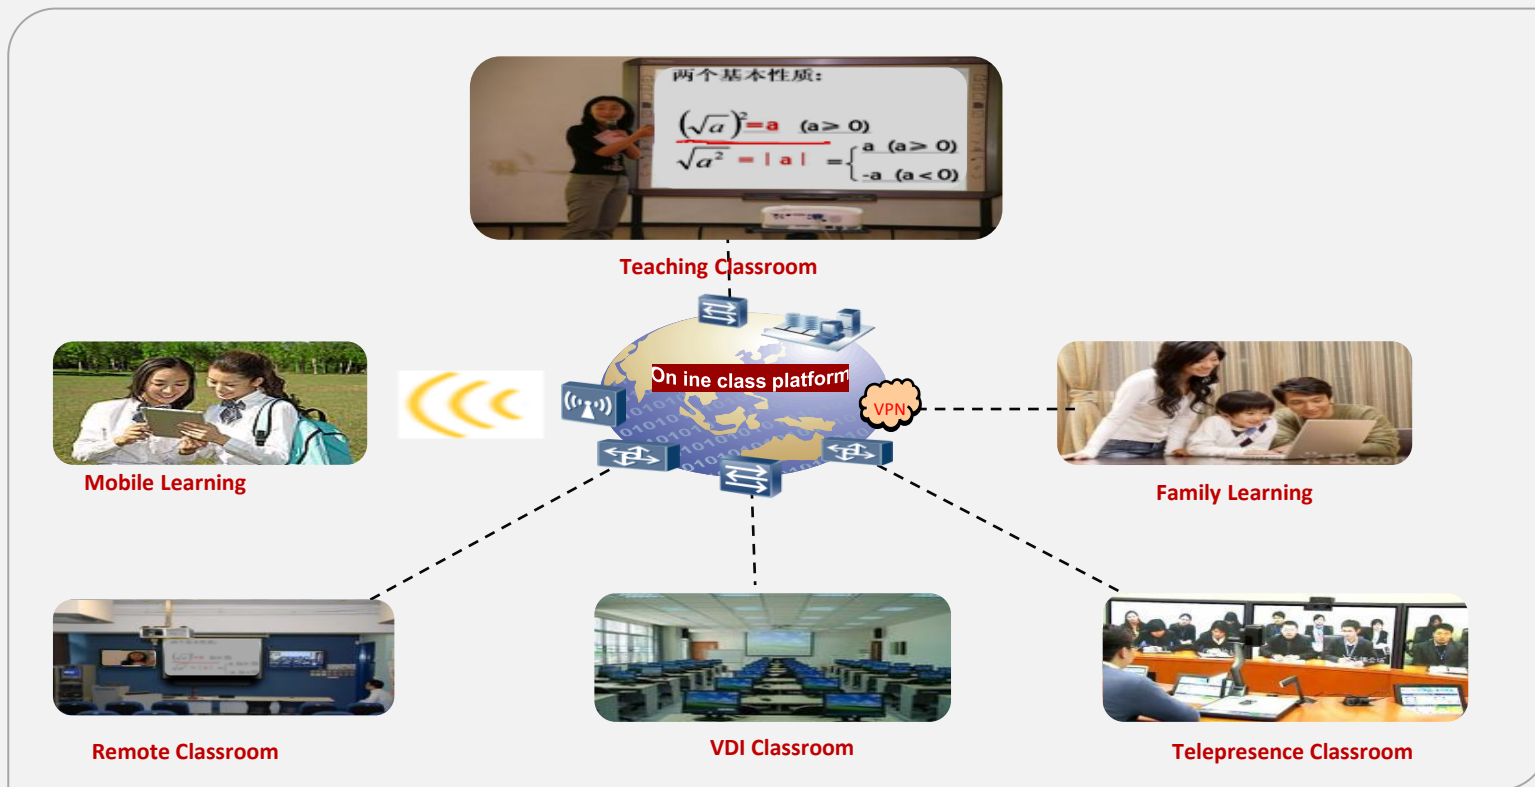 两个基本性质:
(√a)²=a (a≥ 0)
√a² = | a | ={ a (a≥ 0)
-a (a< 0)
Teaching Classroom
On ine class platform
VPN
Mobile Learning
Family Learning
Remote Classroom
VDI Classroom
Telepresence Classroom